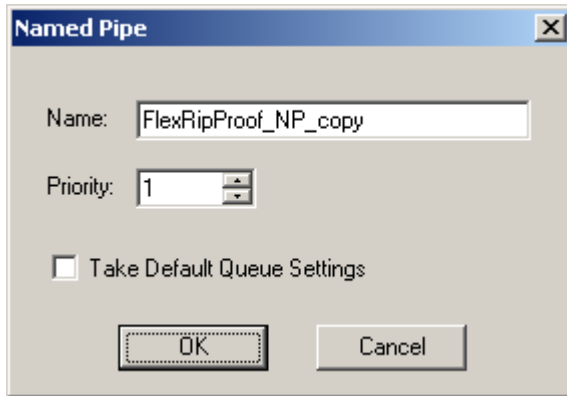 Named Pipe
Name: FlexRipProof_NP_copy
Priority: 1
Take Default Queue Settings
OK Cancel